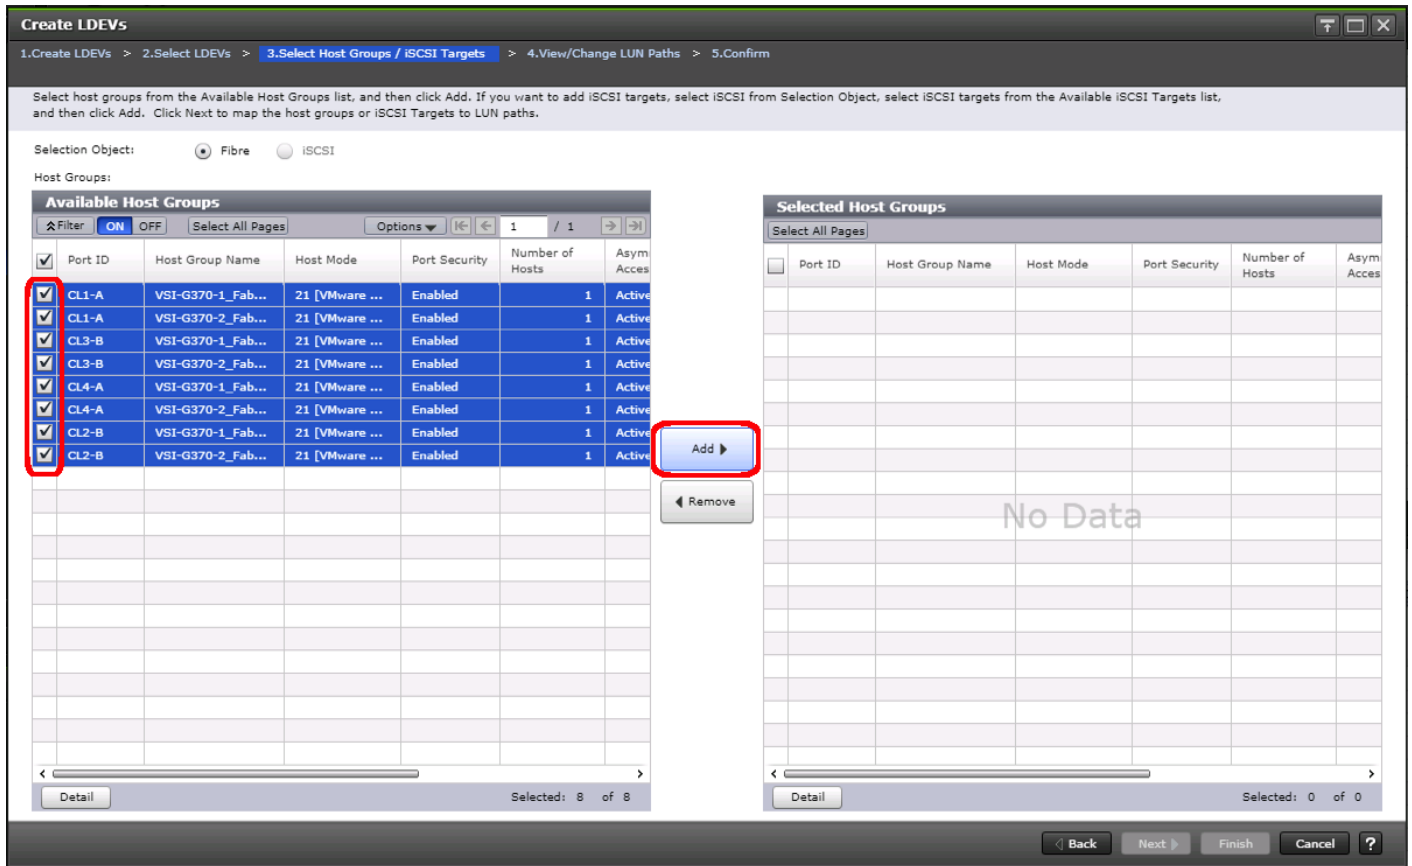 Create LDEVs
1.Create LDEVs > 2.Select LDEVs > 3.Select Host Groups / iSCSI Targets > 4.View/Change LUN Paths > 5.Confirm
Select host groups from the Available Host Groups list, and then click Add. If you want to add iSCSI targets, select iSCSI from Selection Object, select iSCSI targets from the Available iSCSI Targets list,
and then click Add. Click Next to map the host groups or iSCSI Targets to LUN paths.
Selection Object: Fibre iSCSI
Host Groups:
Available Host Groups
Filter ON OFF Select All Pages Options 1 / 1
Port ID Host Group Name Host Mode Port Security Number of Hosts Asym Acces
CL1-A VSI-G370-1_Fab... 21 [VMware ... Enabled 1 Active
CL1-A VSI-G370-2_Fab... 21 [VMware ... Enabled 1 Active
CL3-B VSI-G370-1_Fab... 21 [VMware ... Enabled 1 Active
CL3-B VSI-G370-2_Fab... 21 [VMware ... Enabled 1 Active
CL4-A VSI-G370-1_Fab... 21 [VMware ... Enabled 1 Active
CL4-A VSI-G370-2_Fab... 21 [VMware ... Enabled 1 Active
CL2-B VSI-G370-1_Fab... 21 [VMware ... Enabled 1 Active
CL2-B VSI-G370-2_Fab... 21 [VMware ... Enabled 1 Active
Detail Selected: 8 of 8
Add
Remove
Selected Host Groups
Select All Pages
Port ID Host Group Name Host Mode Port Security Number of Hosts Asym Acces
No Data
Detail Selected: 0 of 0
Back Next Finish Cancel ?